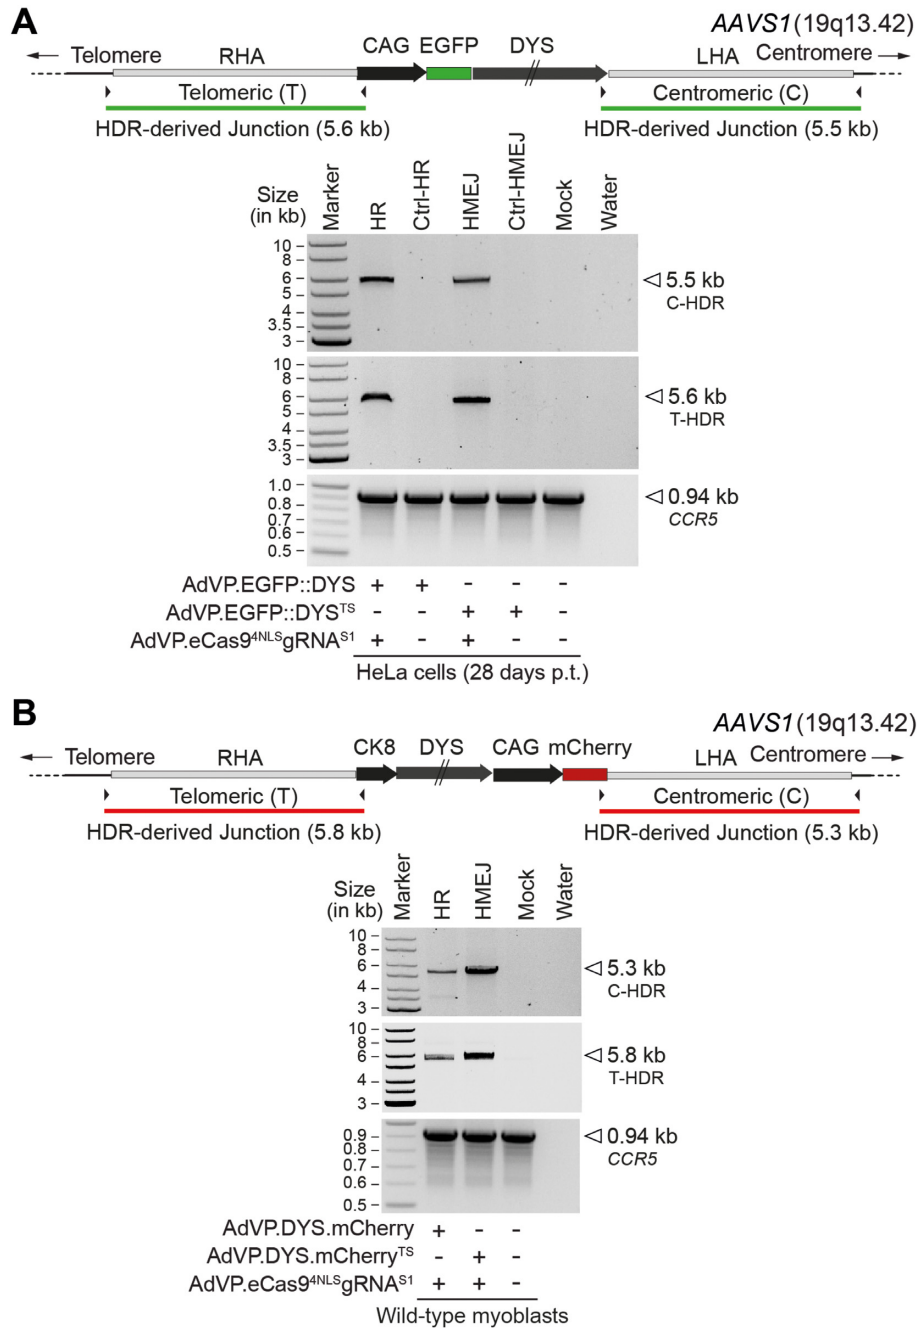 A
AAVS1 (19q13.42)
Telomere RHA CAG EGFP DYS LHA Centromere
Telomeric (T) Centromeric (C)
HDR-derived Junction (5.6 kb) HDR-derived Junction (5.5 kb)
Size (in kb) Marker HR Ctrl-HR HMEJ Ctrl-HMEJ Mock Water
10
8
6
5
4
3.5
3
5.5 kb
C-HDR
10
8
6
5
4
3.5
3
5.6 kb
T-HDR
1.0
0.8
0.7
0.6
0.5
0.94 kb
CCR5
AdVP.EGFP::DYS + + - - -
AdVP.EGFP::DYSTS - - + + -
AdVP.eCas94NLSgRNAS1 + - + - -
HeLa cells (28 days p.t.)
B
AAVS1 (19q13.42)
Telomere RHA CK8 DYS CAG mCherry LHA Centromere
Telomeric (T) Centromeric (C)
HDR-derived Junction (5.8 kb) HDR-derived Junction (5.3 kb)
Size (in kb) Marker HR HMEJ Mock Water
10
8
6
4
3
5.3 kb
C-HDR
10
8
6
4
3
5.8 kb
T-HDR
0.9
0.8
0.7
0.6
0.5
0.94 kb
CCR5
AdVP.DYS.mCherry + - -
AdVP.DYS.mCherryTS - + -
AdVP.eCas94NLSgRNAS1 + + -
Wild-type myoblasts